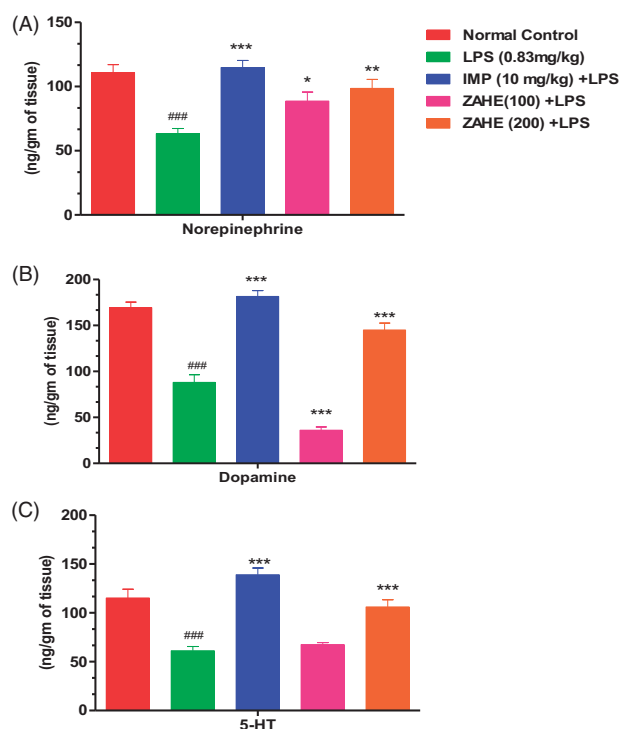 (A)
(ng/gm of tissue)
150
100
50
0
###
***
*
**
Norepinephrine
Normal Control
LPS (0.83mg/kg)
IMP (10 mg/kg) +LPS
ZAHE(100) +LPS
ZAHE (200) +LPS
(B)
(ng/gm of tissue)
200
150
100
50
0
###
***
***
***
Dopamine
(C)
(ng/gm of tissue)
200
150
100
50
0
###
***
***
5-HT